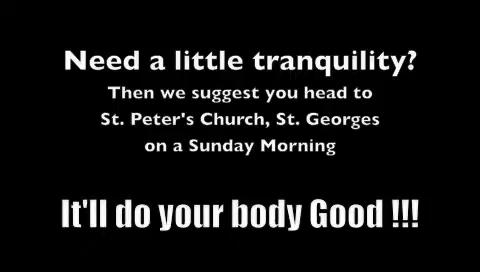 Need a little tranquility?
Then we suggest you head to
St. Peter's Church, St. Georges
on a Sunday Morning
It'll do your body Good !!!